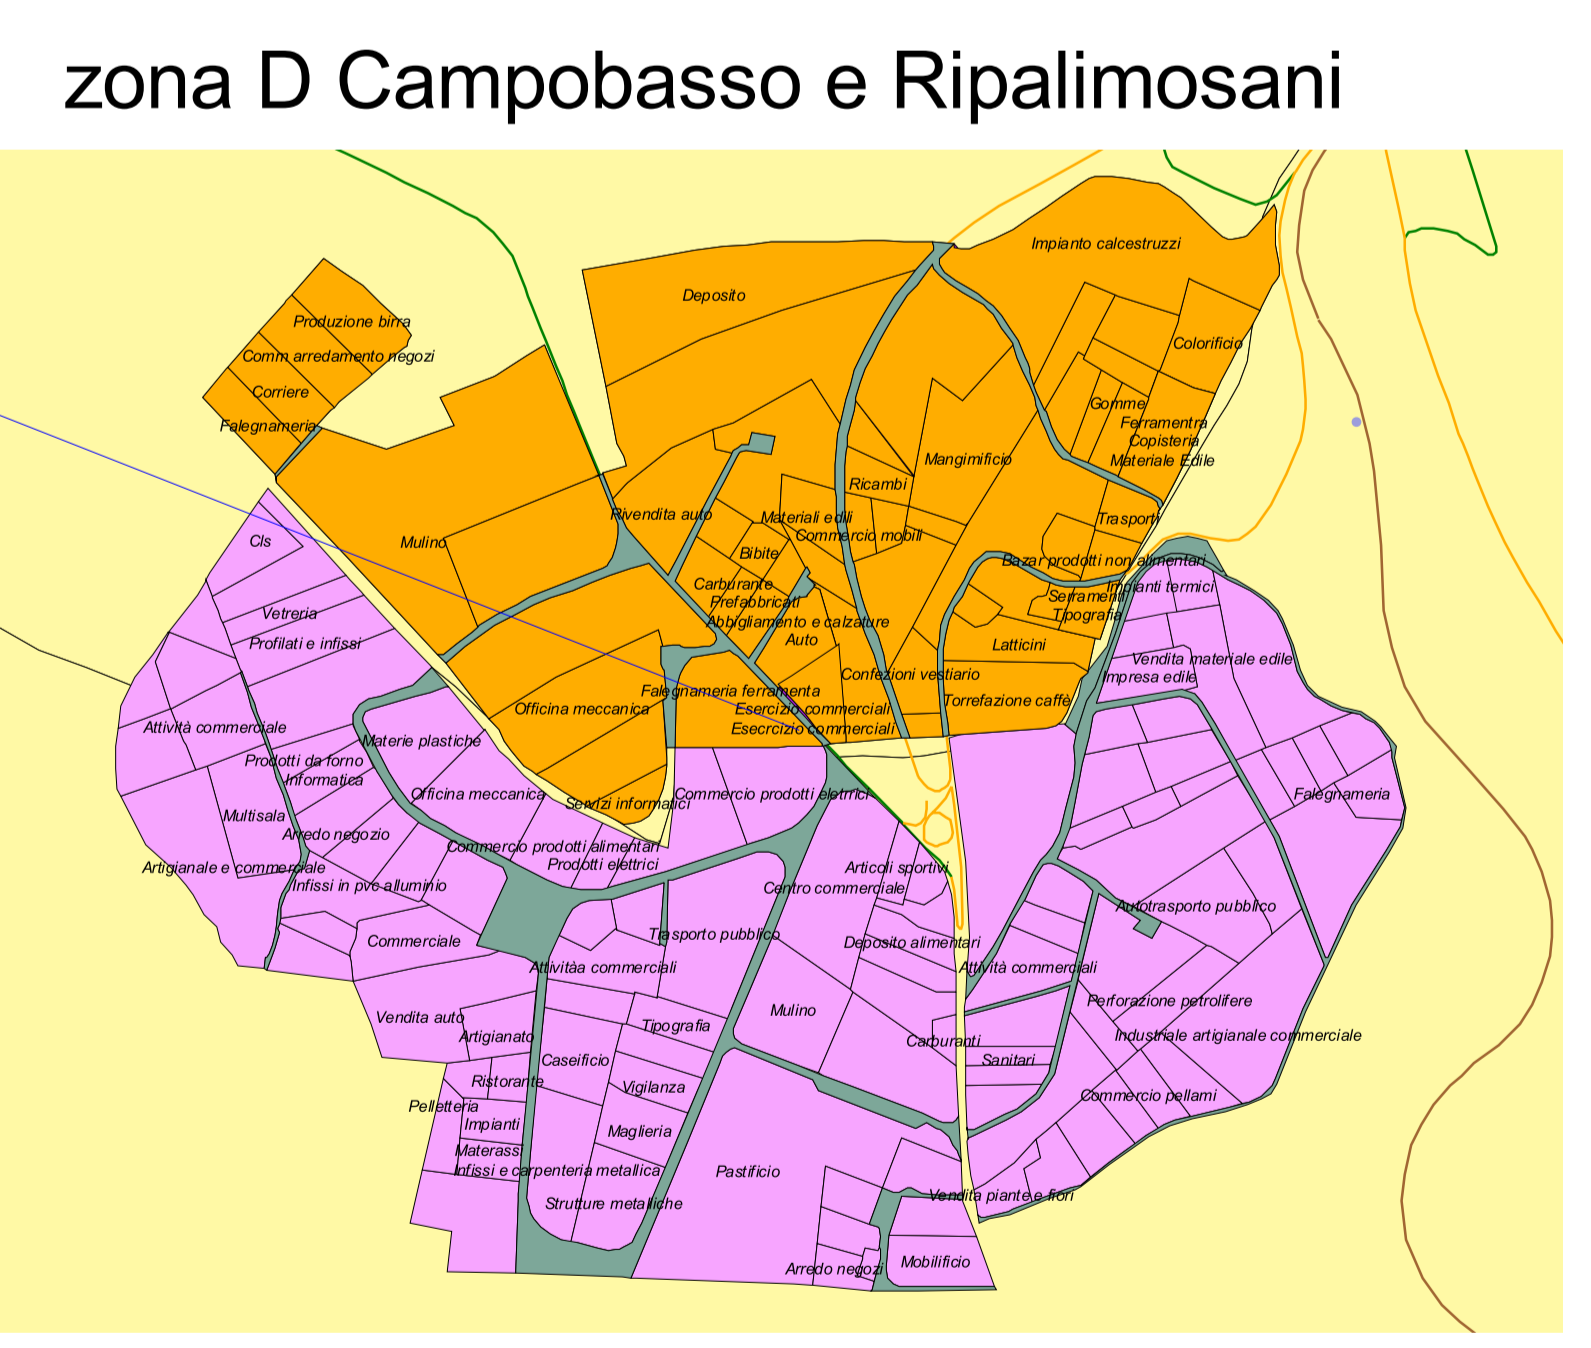 zona D Campobasso e Ripalimosani
Impianto calcestruzzi
Deposito
Produzione birra
Colorificio
Comm arredamento negozi
Corriere
Gomme
Falegnameria
Ferramentra
Copisteria
Mangimificio
Materiale Edile
Ricambi
Rivendita auto
Materiali edili
Trasporti
Commercio mobili
Cls
Mulino
Bibite
Bazar prodotti non alimentari
Carburante
Impianti termici
Prefabbricati
Serramenti
Vetreria
Tipografia
Abbigliamento e calzature
Auto
Profilati e infissi
Latticini
Vendita materiale edile
Confezioni vestiario
Impresa edile
Falegnameria ferramenta
Torrefazione caffè
Officina meccanica
Esercizio commerciali
Attività commerciale
Esecrcizio commerciali
Materie plastiche
Prodotti da forno
Informatica
Officina meccanica
Commercio prodotti eletrrici
Falegnameria
Servizi informatici
Multisala
Arredo negozio
Commercio prodotti alimentari
Prodotti elettrici
Artigianale e commerciale
Articoli sportivi
Infissi in pvc alluminio
Centro commerciale
Autotrasporto pubblico
Trasporto pubblico
Commerciale
Deposito alimentari
Attivitàa commerciali
Attività commerciali
Perforazione petrolifere
Mulino
Vendita auto
Tipografia
Artigianato
Industriale artigianale commerciale
Carburanti
Caseificio
Sanitari
Ristorante
Vigilanza
Commercio pellami
Pelletteria
Impianti
Maglieria
Materassi
Infissi e carpenteria metallica
Pastificio
Vendita piante e fiori
Strutture metalliche
Mobilificio
Arredo negozi